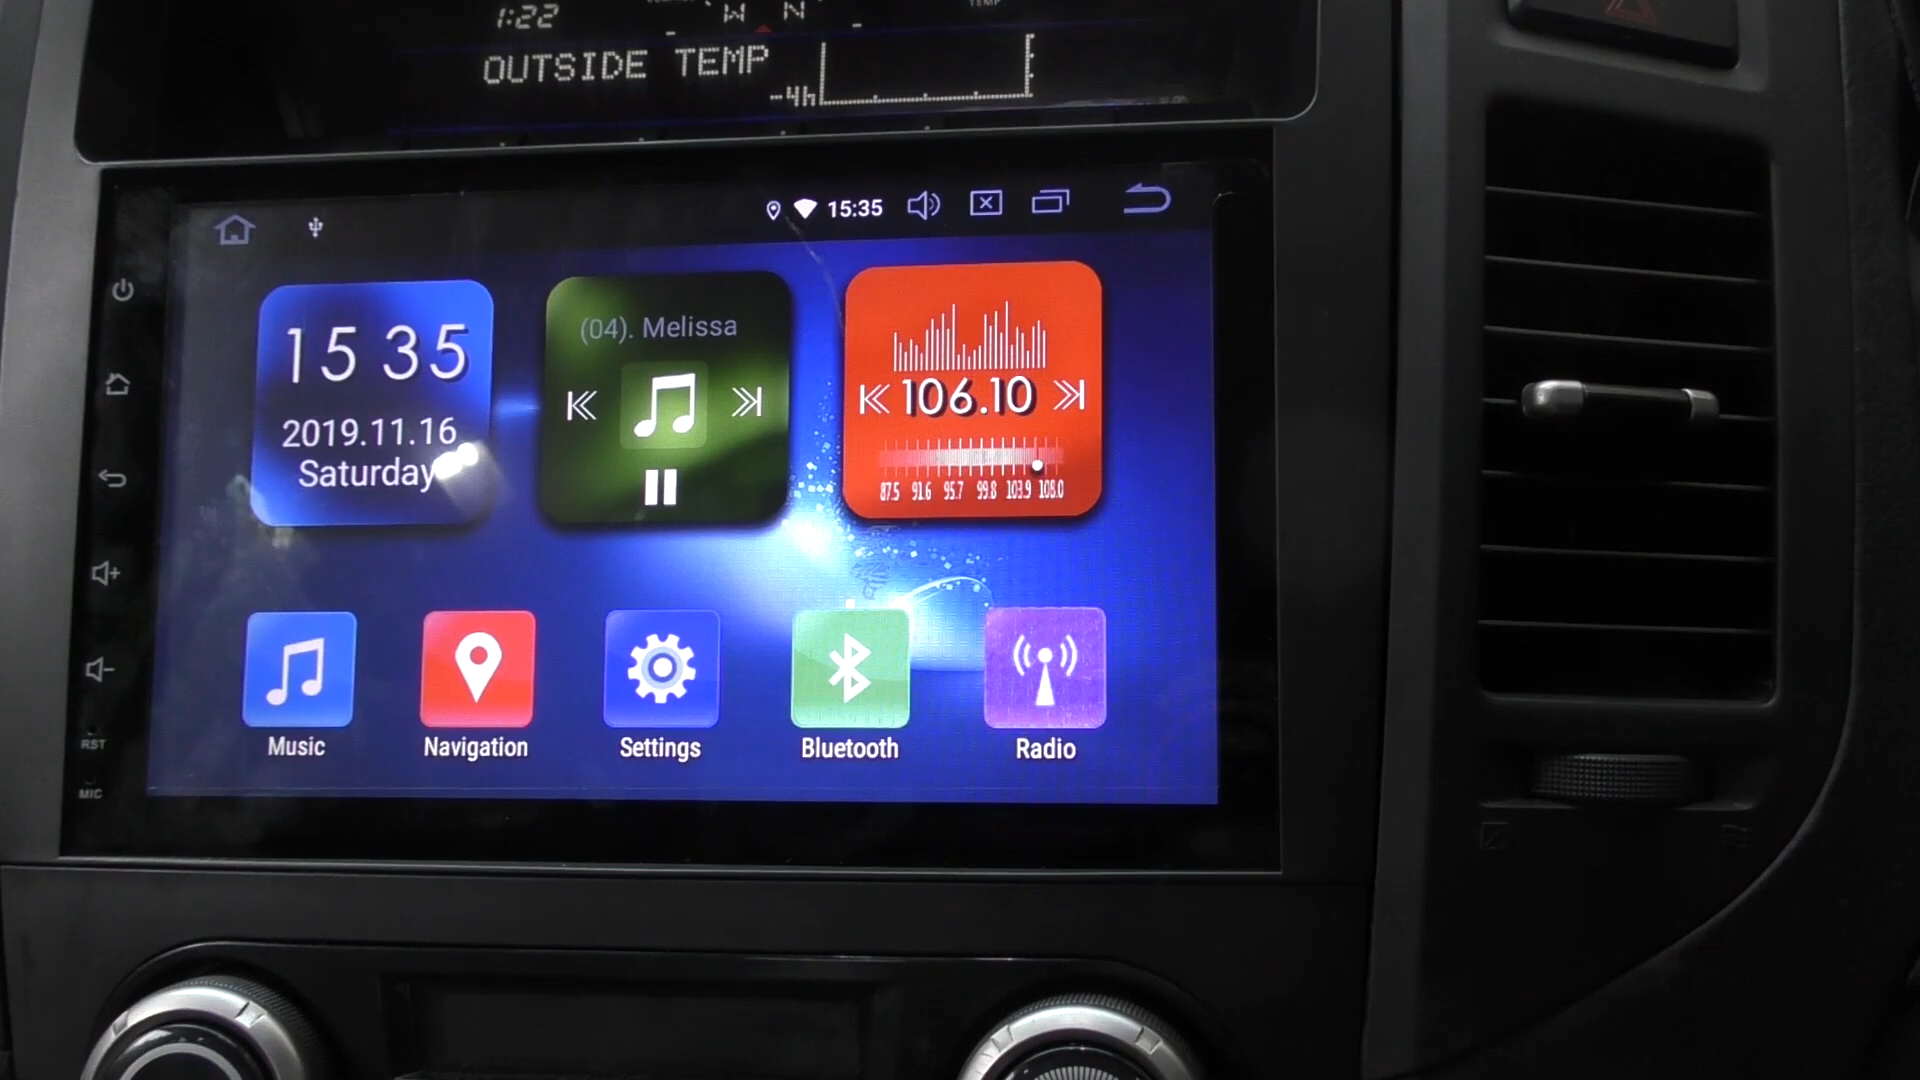 1:22
W N
TEMP
OUTSIDE TEMP
-4h
15:35
15 35
2019.11.16
Saturday
(04). Melissa
106.10
87.5 91.6 95.7 99.8 103.9 108.0
Music
Navigation
Settings
Bluetooth
Radio
RST
MIC